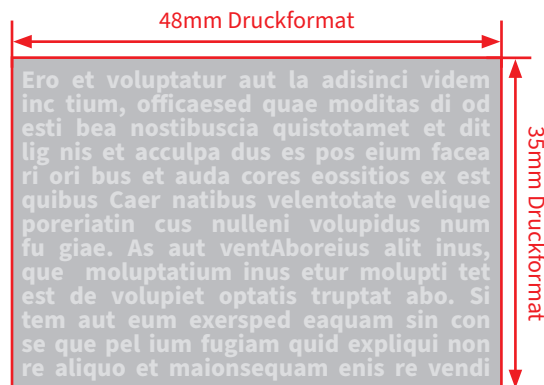 48mm Druckformat
Ero et voluptatur aut la adisinci videm
inc tium, officaesed quae moditas di od
esti bea nostibuscia quistotamet et dit
lig nis et acculpa dus es pos eium facea
ri ori bus et auda cores eossitios ex est
quibus Caer natibus velentotate velique
poreriatin cus nulleni volupidus num
fu giae. As aut ventAboreius alit inus,
que moluptatium inus etur molupti tet
est de volupiet optatis truptat abo. Si
tem aut eum exersped eaquam sin con
se que pel ium fugiam quid expliqui non
re aliquo et maionsequam enis re vendi
35mm Druckformat